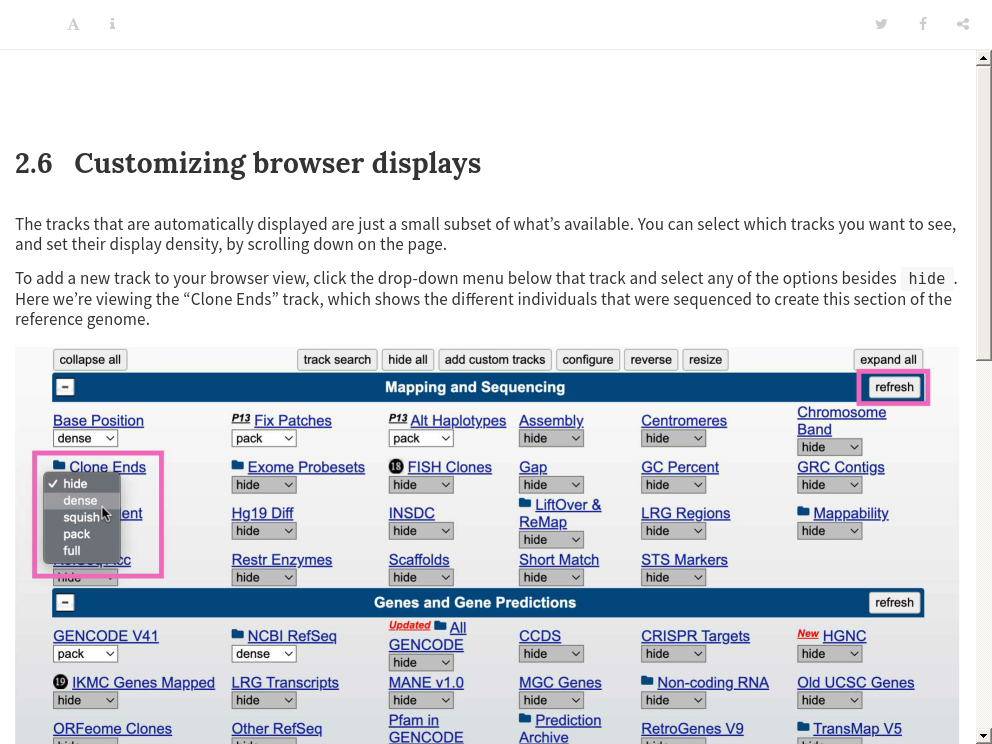 A i
2.6 Customizing browser displays
The tracks that are automatically displayed are just a small subset of what’s available. You can select which tracks you want to see,
and set their display density, by scrolling down on the page.
To add a new track to your browser view, click the drop-down menu below that track and select any of the options besides hide .
Here we’re viewing the “Clone Ends” track, which shows the different individuals that were sequenced to create this section of the
reference genome.
collapse all track search hide all add custom tracks configure reverse resize expand all
- Mapping and Sequencing refresh
Base Position P13 Fix Patches P13 Alt Haplotypes Assembly Centromeres Chromosome
Band
dense pack pack hide hide hide
Clone Ends Exome Probesets 18 FISH Clones Gap GC Percent GRC Contigs
✓ hide hide hide hide hide hide
dense
squish Hg19 Diff INSDC LiftOver &
ReMap LRG Regions Mappability
pack hide hide hide hide hide
full
Restr Enzymes Scaffolds Short Match STS Markers
hide hide hide hide hide
- Genes and Gene Predictions refresh
GENCODE V41 NCBI RefSeq Updated All
GENCODE CCDS CRISPR Targets New HGNC
pack dense hide hide hide hide
19 IKMC Genes Mapped LRG Transcripts MANE v1.0 MGC Genes Non-coding RNA Old UCSC Genes
hide hide hide hide hide hide
ORFeome Clones Other RefSeq Pfam in
GENCODE Prediction
Archive RetroGenes V9 TransMap V5